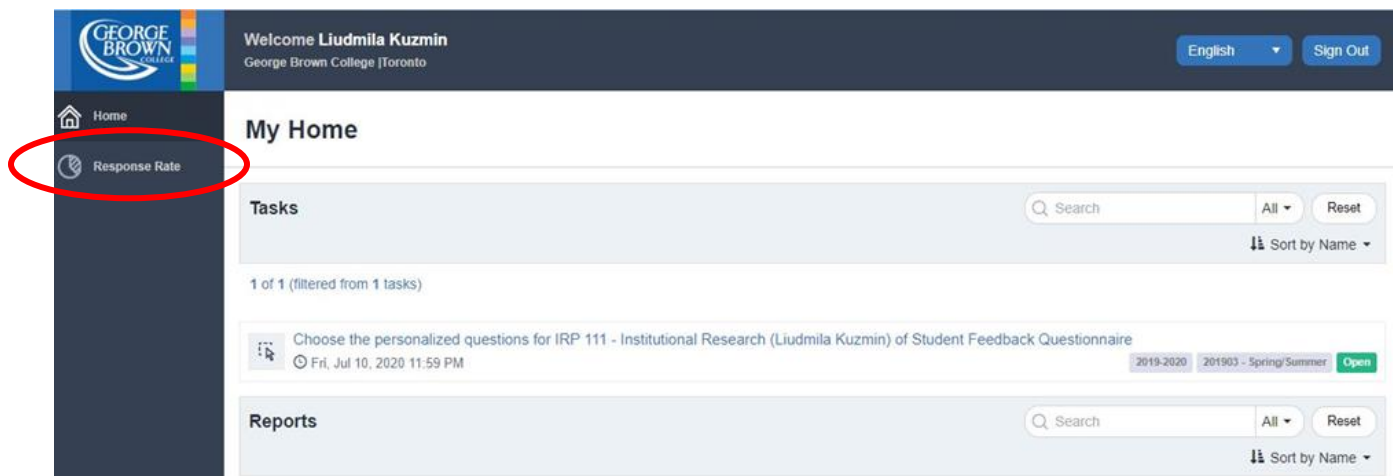 GEORGE
BROWN
COLLEGE
Welcome Liudmila Kuzmin
George Brown College |Toronto
English
Sign Out
Home
Response Rate
My Home
Tasks
Search
All
Reset
Sort by Name
1 of 1 (filtered from 1 tasks)
Choose the personalized questions for IRP 111 - Institutional Research (Liudmila Kuzmin) of Student Feedback Questionnaire
Fri, Jul 10, 2020 11:59 PM
2019-2020
201903 - Spring/Summer
Open
Reports
Search
All
Reset
Sort by Name